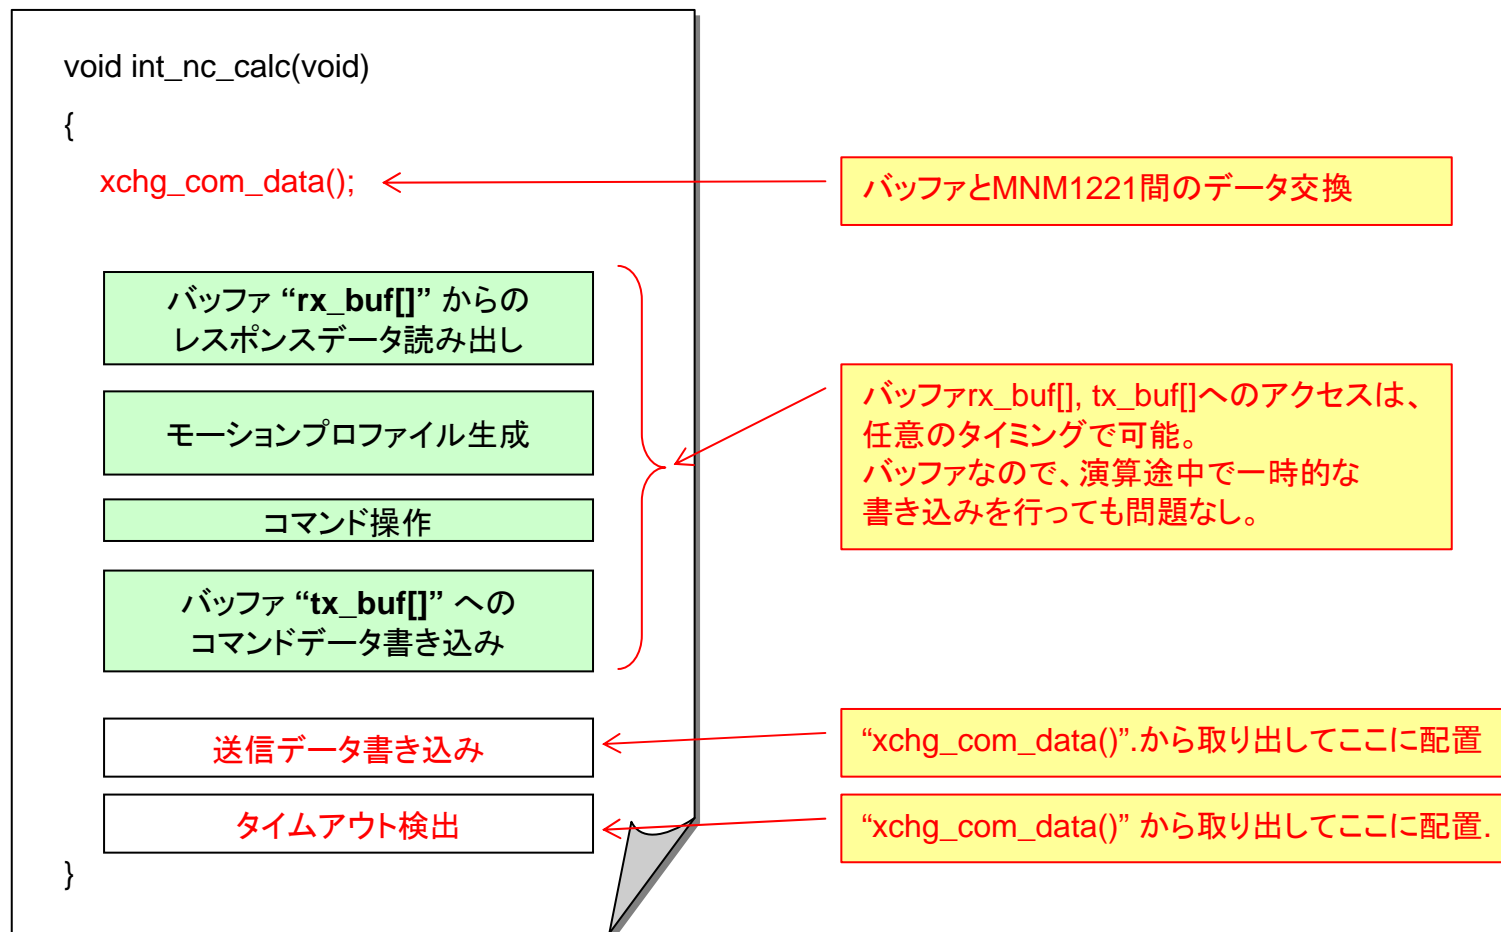 void int_nc_calc(void)
{
xchg_com_data();
バッファとMNM1221間のデータ交換
バッファ “rx_buf[]” からの
レスポンスデータ読み出し
モーションプロファイル生成
コマンド操作
バッファ “tx_buf[]” への
コマンドデータ書き込み
バッファrx_buf[], tx_buf[]へのアクセスは、
任意のタイミングで可能。
バッファなので、演算途中で一時的な
書き込みを行っても問題なし。
送信データ書き込み
“xchg_com_data()”.から取り出してここに配置
タイムアウト検出
“xchg_com_data()” から取り出してここに配置.
}